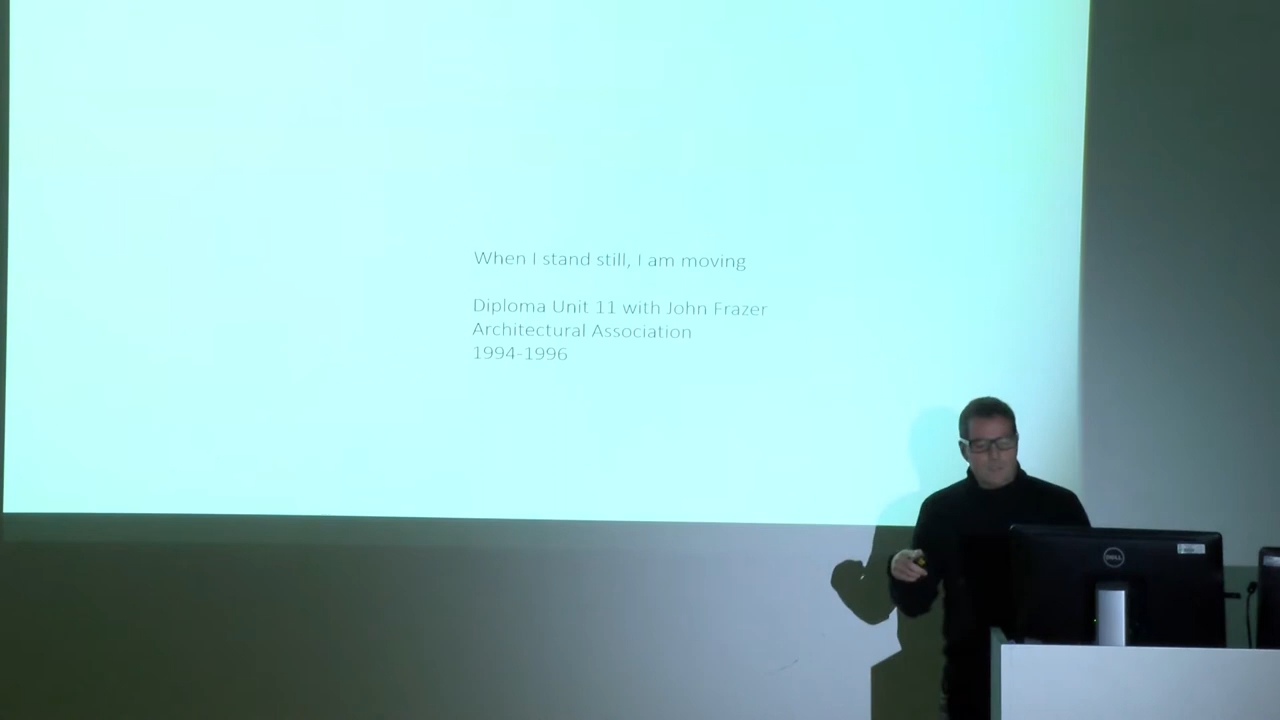 When I stand still, I am moving
Diploma Unit 11 with John Frazer
Architectural Association
1994-1996
DELL